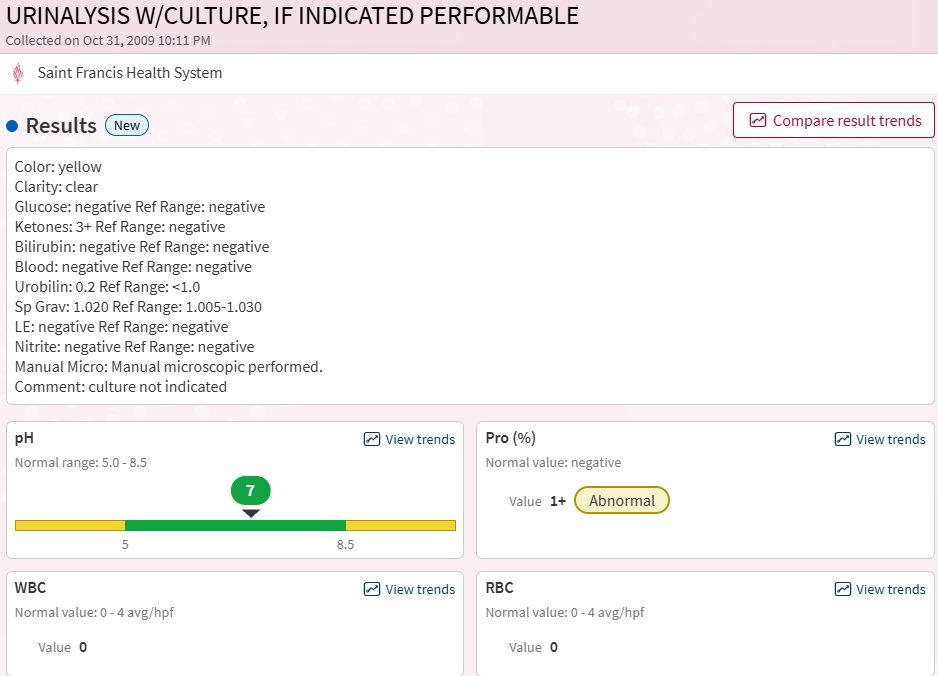 URINALYSIS W/CULTURE, IF INDICATED PERFORMABLE
Collected on Oct 31, 2009 10:11 PM
Saint Francis Health System
Results New
Compare result trends
Color: yellow
Clarity: clear
Glucose: negative Ref Range: negative
Ketones: 3+ Ref Range: negative
Bilirubin: negative Ref Range: negative
Blood: negative Ref Range: negative
Urobilin: 0.2 Ref Range: <1.0
Sp Grav: 1.020 Ref Range: 1.005-1.030
LE: negative Ref Range: negative
Nitrite: negative Ref Range: negative
Manual Micro: Manual microscopic performed.
Comment: culture not indicated
pH View trends
Normal range: 5.0 - 8.5
7
5 8.5
Pro (%) View trends
Normal value: negative
Value 1+ Abnormal
WBC View trends
Normal value: 0 - 4 avg/hpf
Value 0
RBC View trends
Normal value: 0 - 4 avg/hpf
Value 0